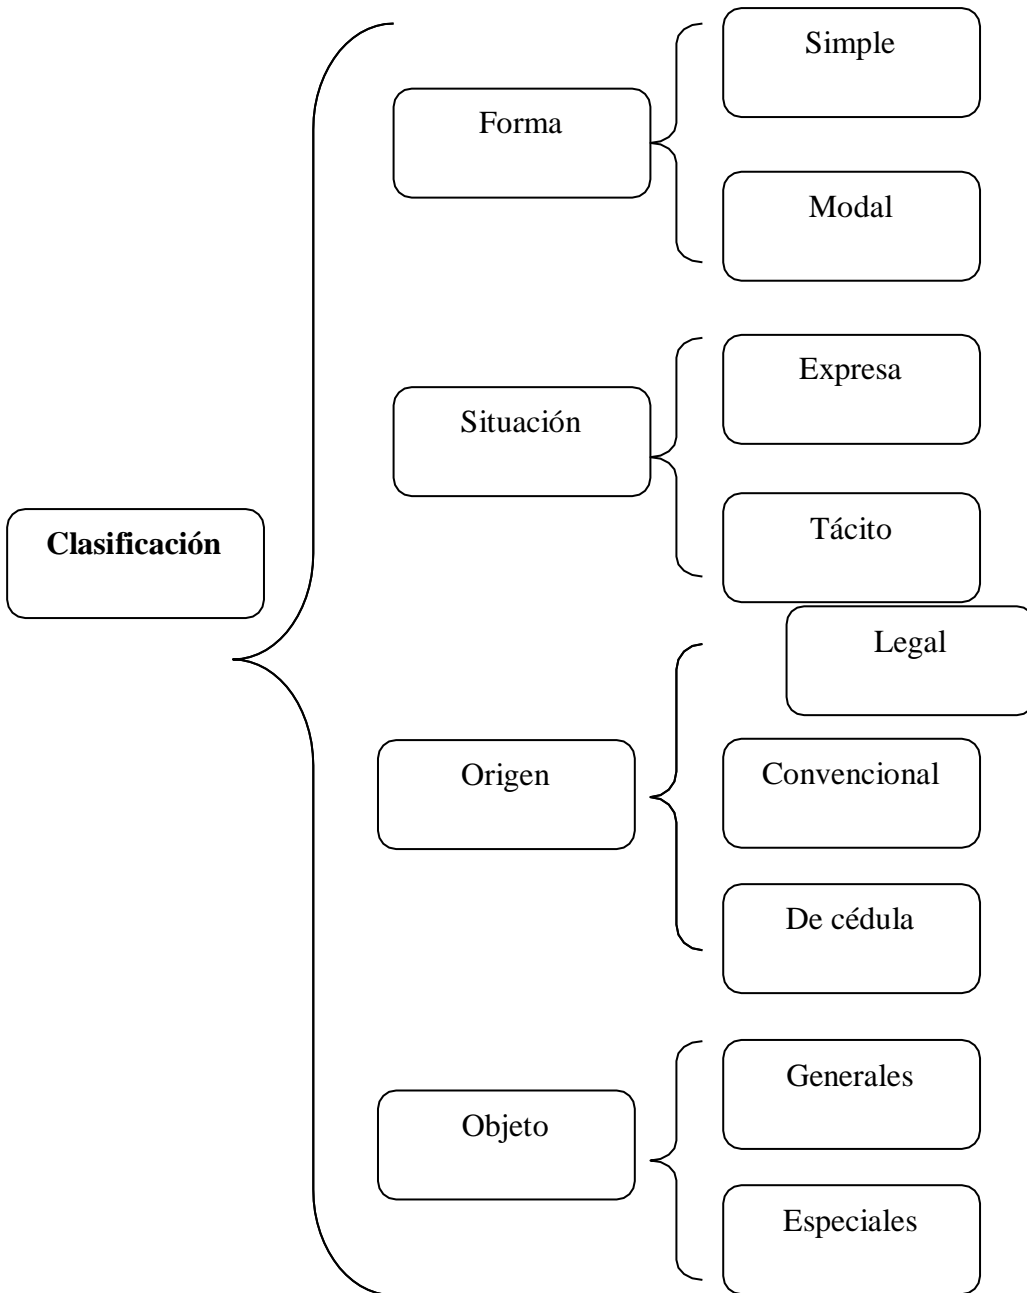 Clasificación
Forma
Simple
Modal
Situación
Expresa
Tácito
Origen
Legal
Convencional
De cédula
Objeto
Generales
Especiales